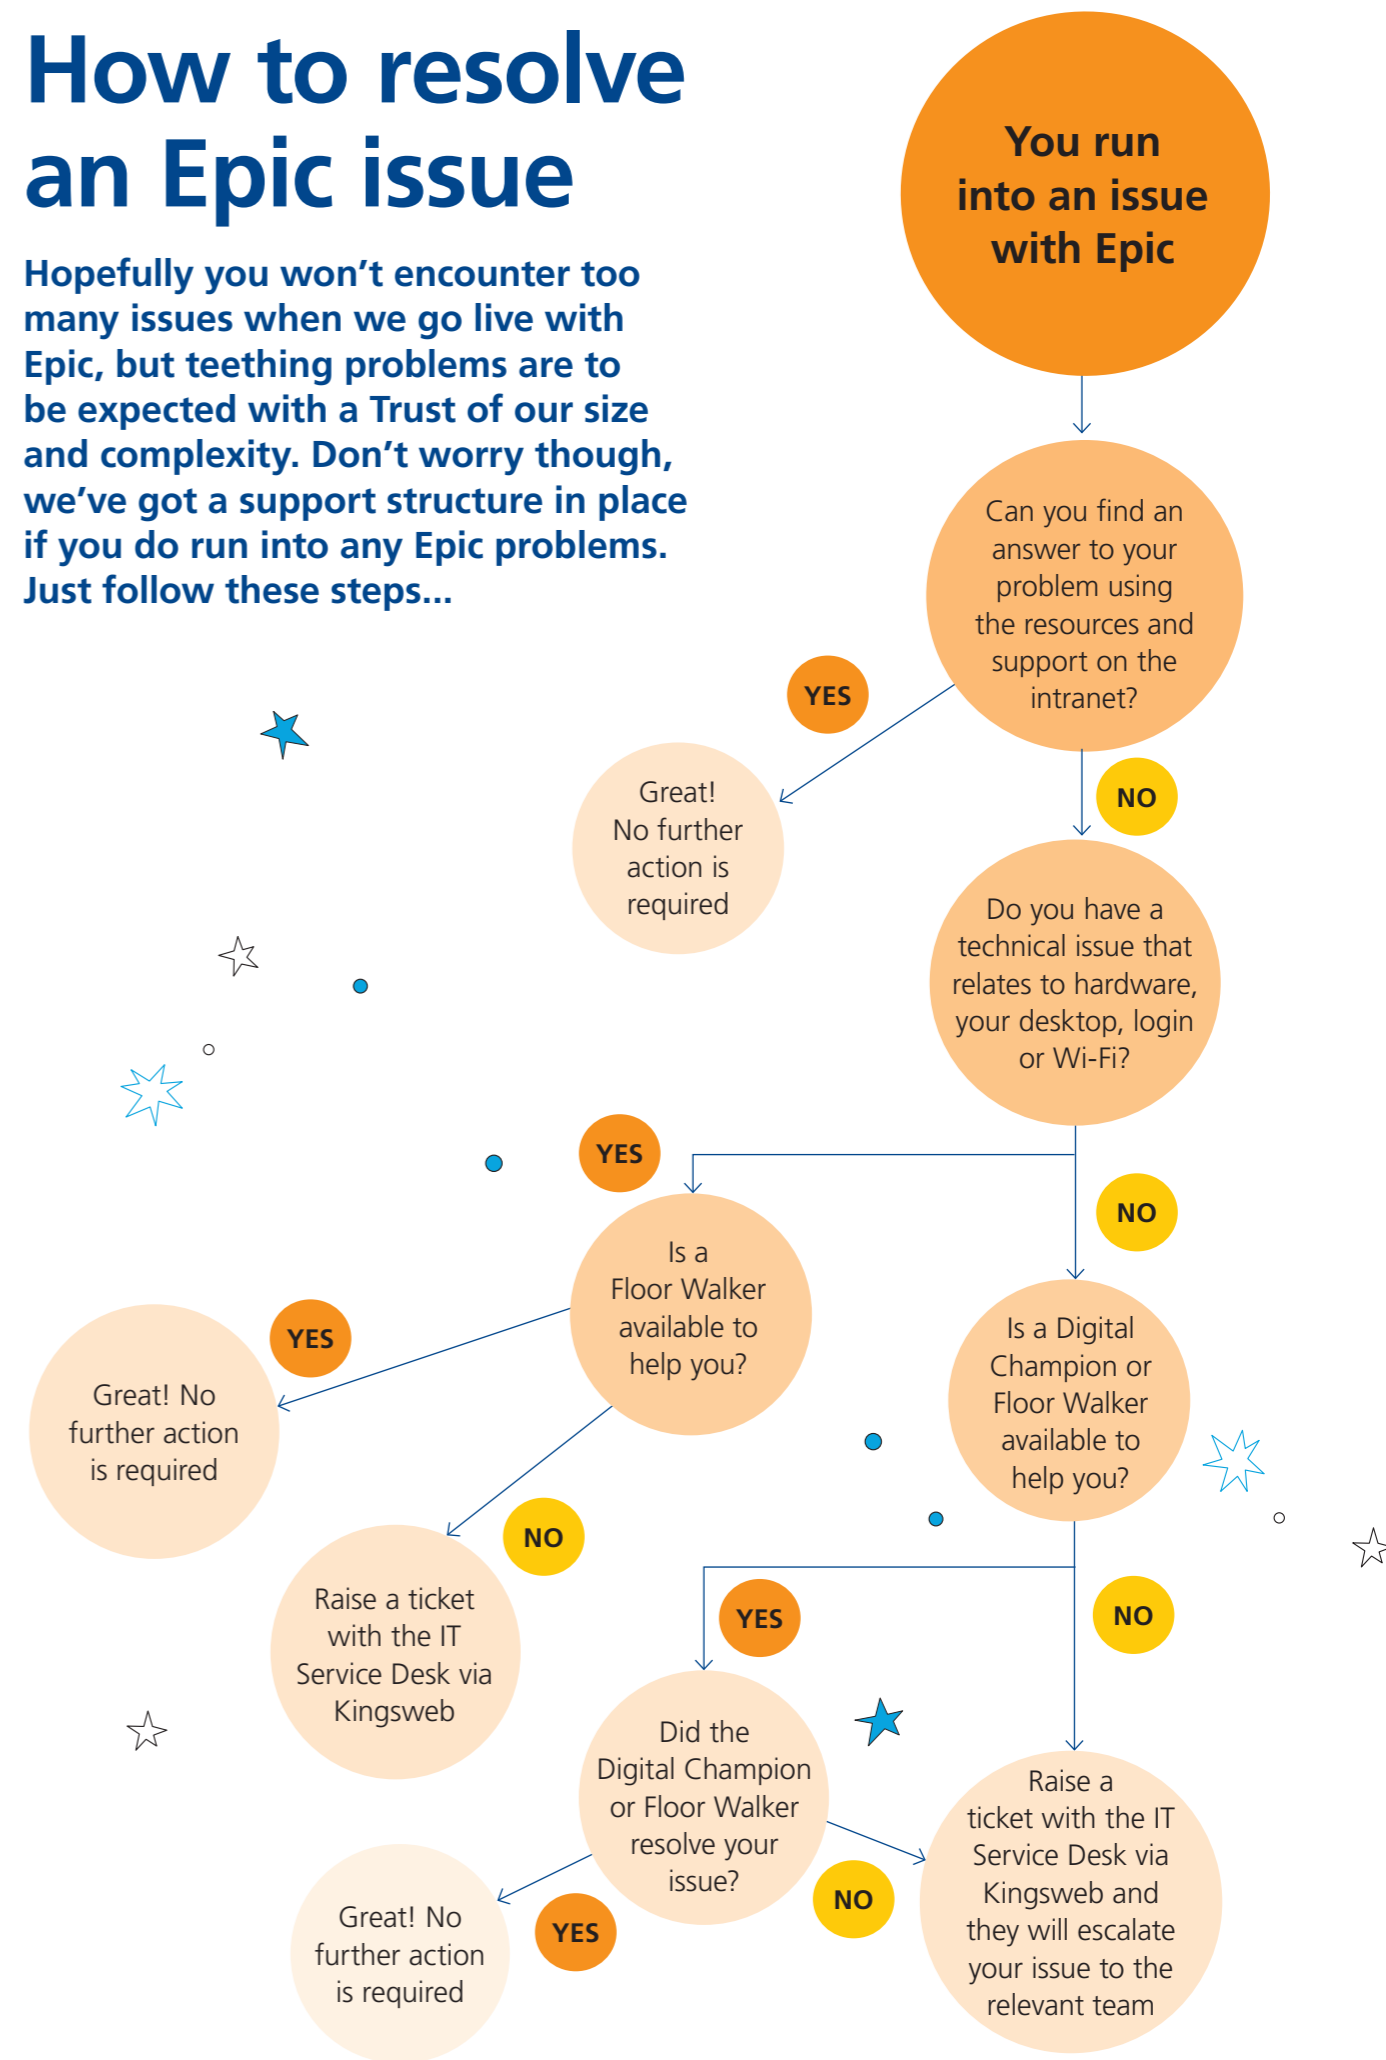 How to resolve
an Epic issue
Hopefully you won’t encounter too
many issues when we go live with
Epic, but teething problems are to
be expected with a Trust of our size
and complexity. Don’t worry though,
we’ve got a support structure in place
if you do run into any Epic problems.
Just follow these steps...
You run
into an issue
with Epic
Can you find an
answer to your
problem using
the resources and
support on the
intranet?
YES
Great!
No further
action is
required
NO
Do you have a
technical issue that
relates to hardware,
your desktop, login
or Wi-Fi?
YES
Is a
Floor Walker
available to
help you?
YES
Great! No
further action
is required
NO
Raise a ticket
with the IT
Service Desk via
Kingsweb
NO
Is a Digital
Champion or
Floor Walker
available to
help you?
YES
Did the
Digital Champion
or Floor Walker
resolve your
issue?
YES
Great! No
further action
is required
NO
NO
Raise a
ticket with the IT
Service Desk via
Kingsweb and
they will escalate
your issue to the
relevant team